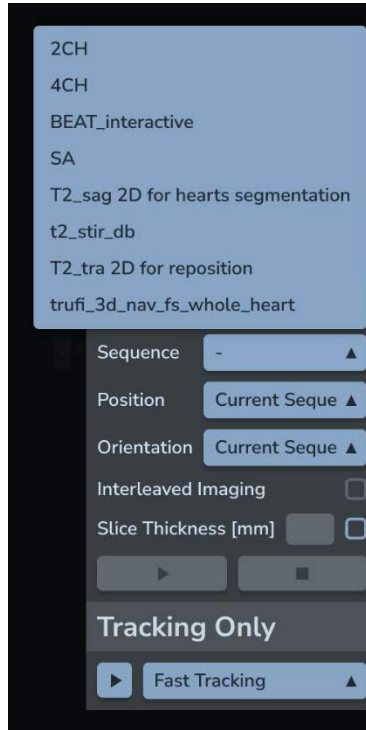 2CH
4CH
BEAT_interactive
SA
T2_sag 2D for hearts segmentation
t2_stir_db
T2_tra 2D for reposition
trufi_3d_nav_fs_whole_heart
Sequence -
Position Current Seque
Orientation Current Seque
Interleaved Imaging
Slice Thickness [mm]
Tracking Only
Fast Tracking